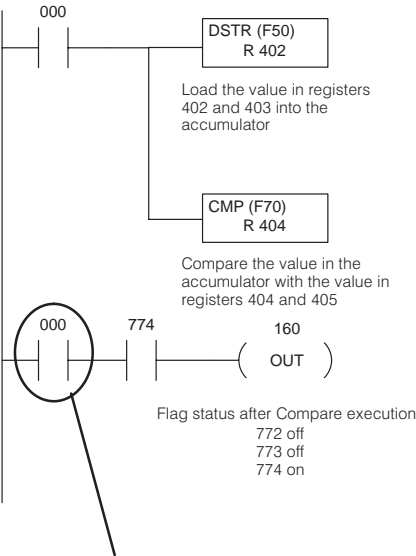 000
DSTR (F50)
R 402
Load the value in registers
402 and 403 into the
accumulator
CMP (F70)
R 404
Compare the value in the
accumulator with the value in
registers 404 and 405
000 774 160
OUT
Flag status after Compare execution
772 off
773 off
774 on